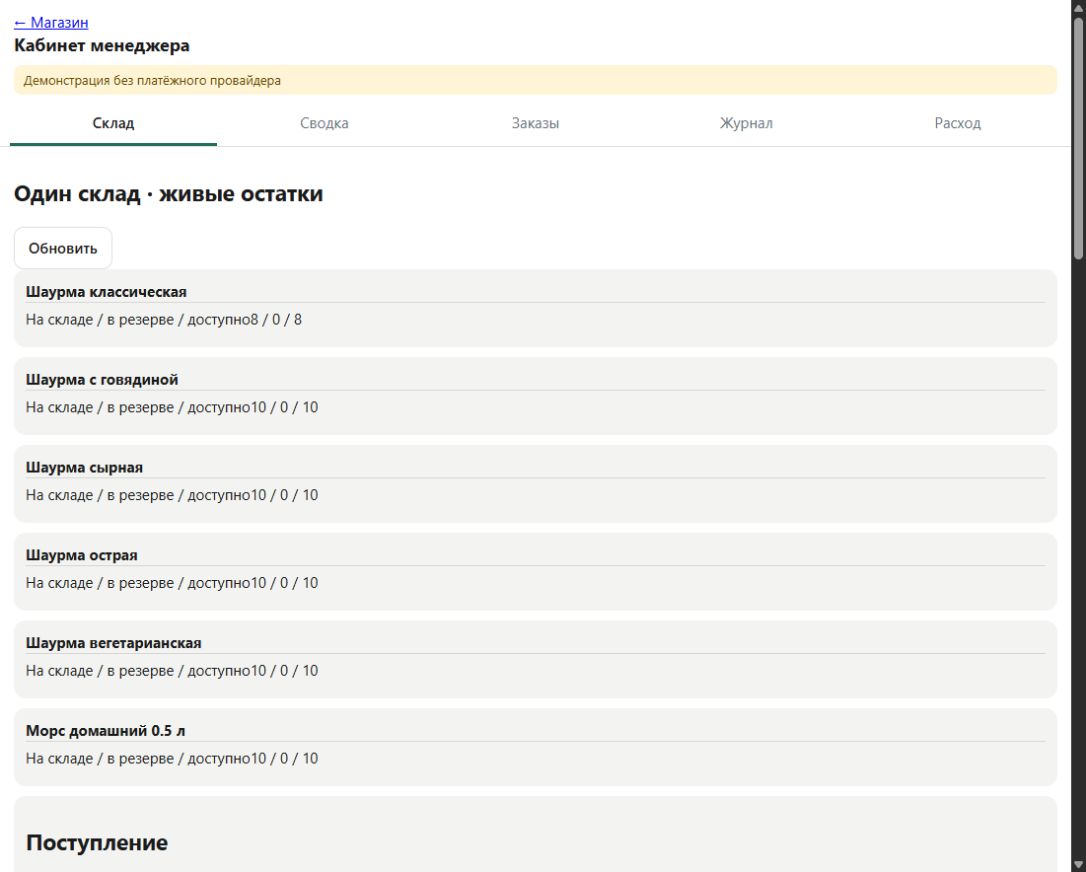 ← Магазин
Кабинет менеджера
Демонстрация без платёжного провайдера
Склад Сводка Заказы Журнал Расход
Один склад · живые остатки
Обновить
Шаурма классическая
На складе / в резерве / доступно8 / 0 / 8
Шаурма с говядиной
На складе / в резерве / доступно10 / 0 / 10
Шаурма сырная
На складе / в резерве / доступно10 / 0 / 10
Шаурма острая
На складе / в резерве / доступно10 / 0 / 10
Шаурма вегетарианская
На складе / в резерве / доступно10 / 0 / 10
Морс домашний 0.5 л
На складе / в резерве / доступно10 / 0 / 10
Поступление